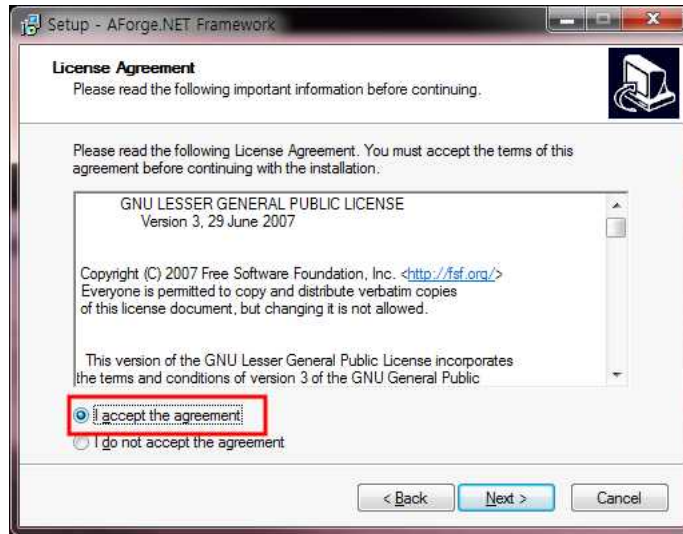 Setup - AForge.NET Framework
License Agreement
Please read the following important information before continuing.
Please read the following License Agreement. You must accept the terms of this
agreement before continuing with the installation.
GNU LESSER GENERAL PUBLIC LICENSE
Version 3, 29 June 2007
Copyright (C) 2007 Free Software Foundation, Inc. <http://fsf.org/>
Everyone is permitted to copy and distribute verbatim copies
of this license document, but changing it is not allowed.
This version of the GNU Lesser General Public License incorporates
the terms and conditions of version 3 of the GNU General Public
I accept the agreement
I do not accept the agreement
< Back
Next >
Cancel